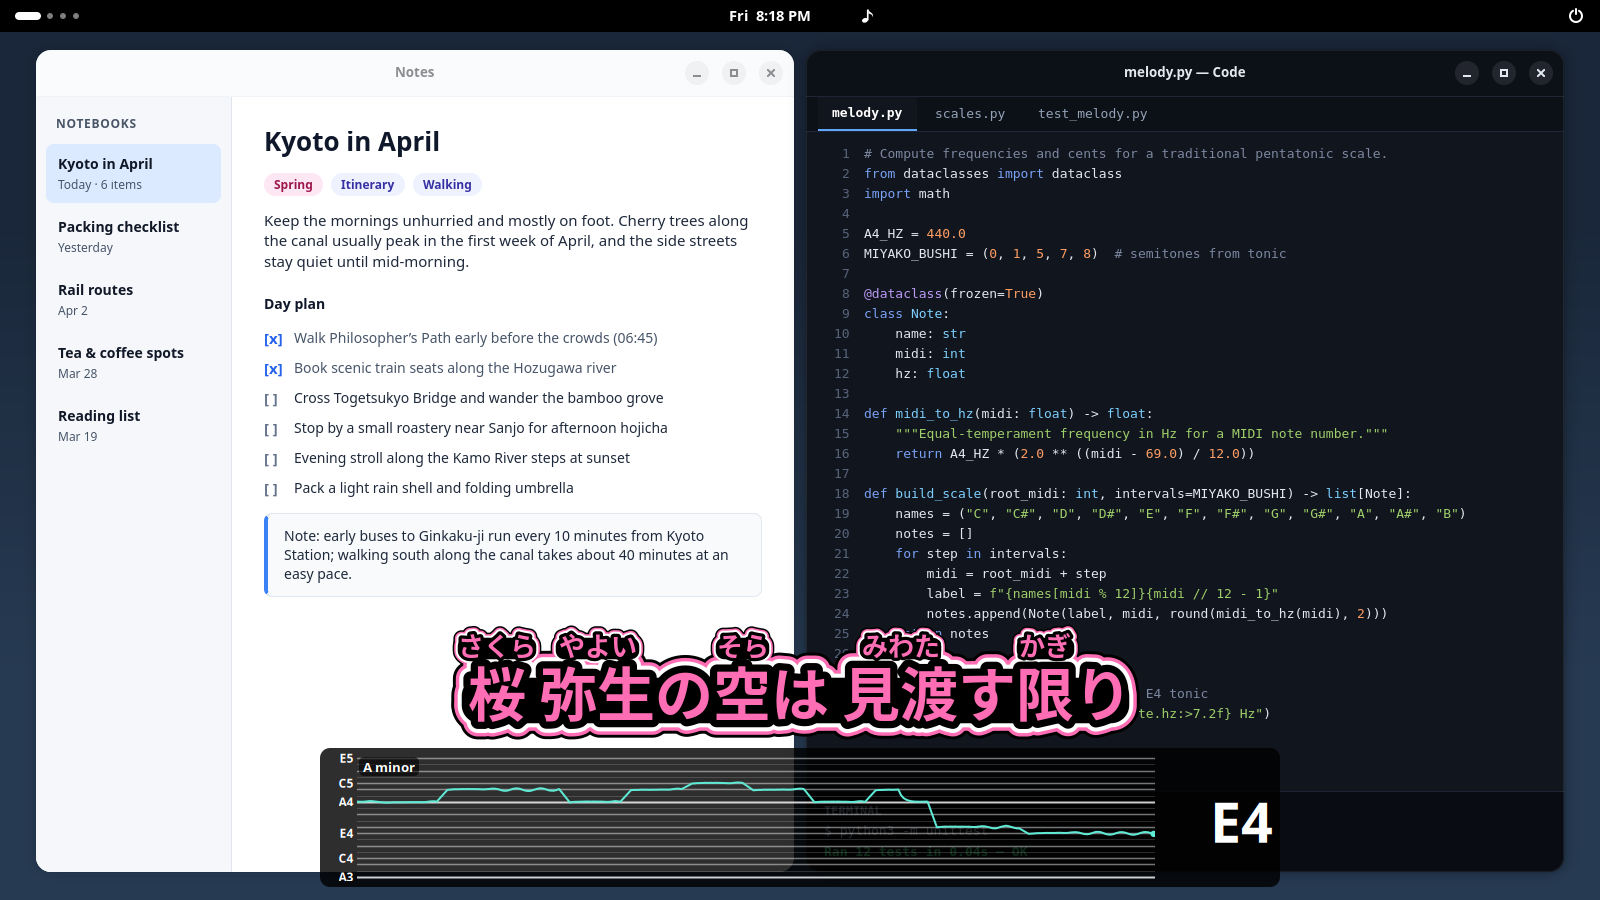 Fri 8:18 PM
Notes
NOTEBOOKS
Kyoto in April
Today · 6 items
Packing checklist
Yesterday
Rail routes
Apr 2
Tea & coffee spots
Mar 28
Reading list
Mar 19
Kyoto in April
Spring Itinerary Walking
Keep the mornings unhurried and mostly on foot. Cherry trees along
the canal usually peak in the first week of April, and the side streets
stay quiet until mid-morning.
Day plan
[x] Walk Philosopher’s Path early before the crowds (06:45)
[x] Book scenic train seats along the Hozugawa river
[ ] Cross Togetsukyo Bridge and wander the bamboo grove
[ ] Stop by a small roastery near Sanjo for afternoon hojicha
[ ] Evening stroll along the Kamo River steps at sunset
[ ] Pack a light rain shell and folding umbrella
Note: early buses to Ginkaku-ji run every 10 minutes from Kyoto
Station; walking south along the canal takes about 40 minutes at an
easy pace.
melody.py — Code
melody.py scales.py test_melody.py
1 # Compute frequencies and cents for a traditional pentatonic scale.
2 from dataclasses import dataclass
3 import math
4
5 A4_HZ = 440.0
6 MIYAKO_BUSHI = (0, 1, 5, 7, 8)  # semitones from tonic
7
8 @dataclass(frozen=True)
9 class Note:
10     name: str
11     midi: int
12     hz: float
13
14 def midi_to_hz(midi: float) -> float:
15     """Equal-temperament frequency in Hz for a MIDI note number."""
16     return A4_HZ * (2.0 ** ((midi - 69.0) / 12.0))
17
18 def build_scale(root_midi: int, intervals=MIYAKO_BUSHI) -> list[Note]:
19     names = ("C", "C#", "D", "D#", "E", "F", "F#", "G", "G#", "A", "A#", "B")
20     notes = []
21     for step in intervals:
22         midi = root_midi + step
23         label = f"{names[midi % 12]}{midi // 12 - 1}"
24         notes.append(Note(label, midi, round(midi_to_hz(midi), 2)))
25 notes
E4 tonic
te.hz:>7.2f} Hz")
TERMINAL
$ python3 -m unittest
Ran 12 tests in 0.04s — OK
さくら やよい そら みわた かぎ
桜 弥生の空は 見渡す限り
A minor
E5
C5
A4
E4
C4
A3
E4